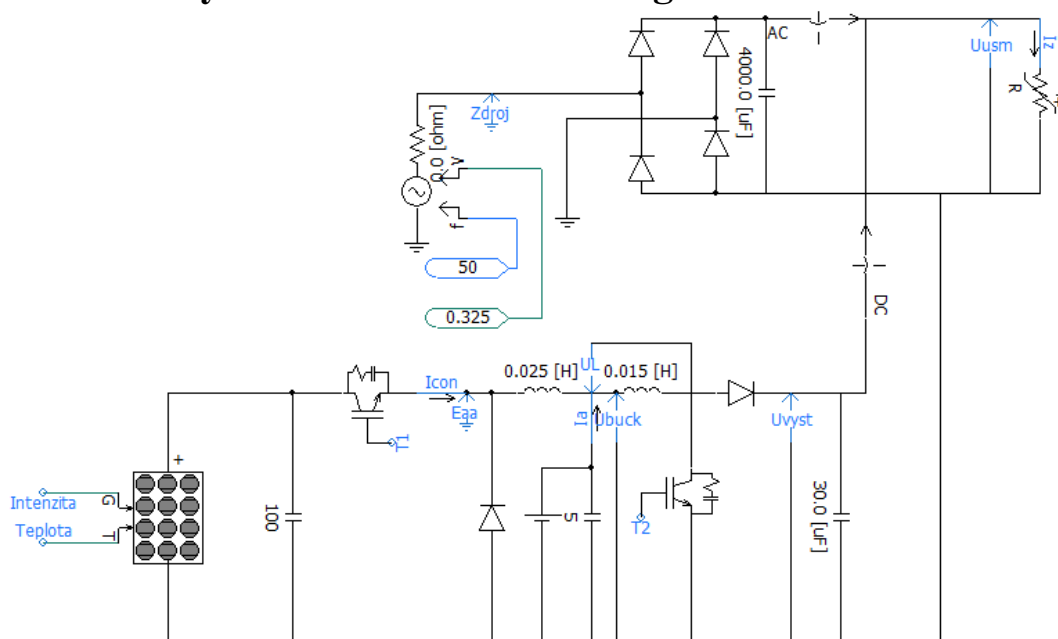 AC
Uusm
Iz
R
4000.0 [uF]
Zdroj
0.0 [ohm]
V
f
50
0.325
DC
0.025 [H]
UL
0.015 [H]
Icon
Eaa
Ia
Ubuck
Uvyst
T1
+
Intenzita
G
Teplota
T
100
5
T2
30.0 [uF]